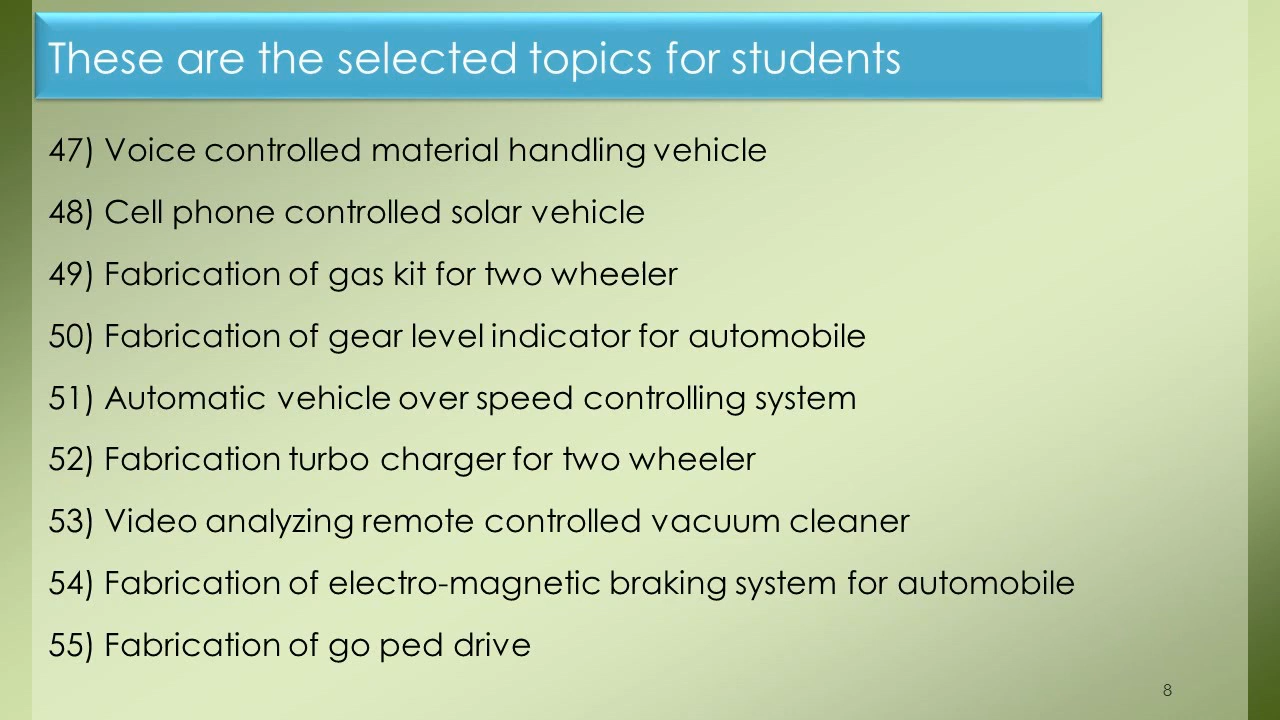 These are the selected topics for students
47) Voice controlled material handling vehicle
48) Cell phone controlled solar vehicle
49) Fabrication of gas kit for two wheeler
50) Fabrication of gear level indicator for automobile
51) Automatic vehicle over speed controlling system
52) Fabrication turbo charger for two wheeler
53) Video analyzing remote controlled vacuum cleaner
54) Fabrication of electro-magnetic braking system for automobile
55) Fabrication of go ped drive
8